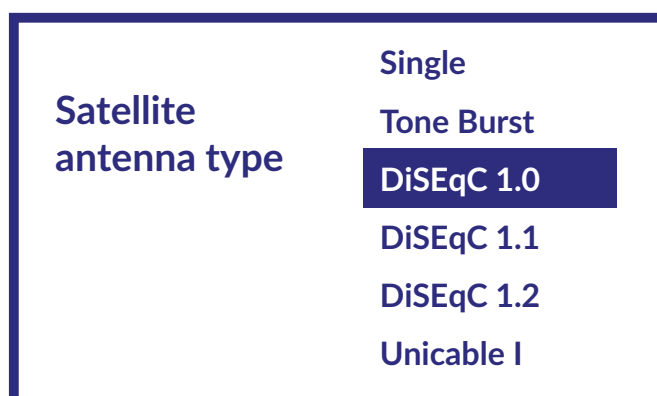 Satellite
antenna type
Single
Tone Burst
DiSEqC 1.0
DiSEqC 1.1
DiSEqC 1.2
Unicable I